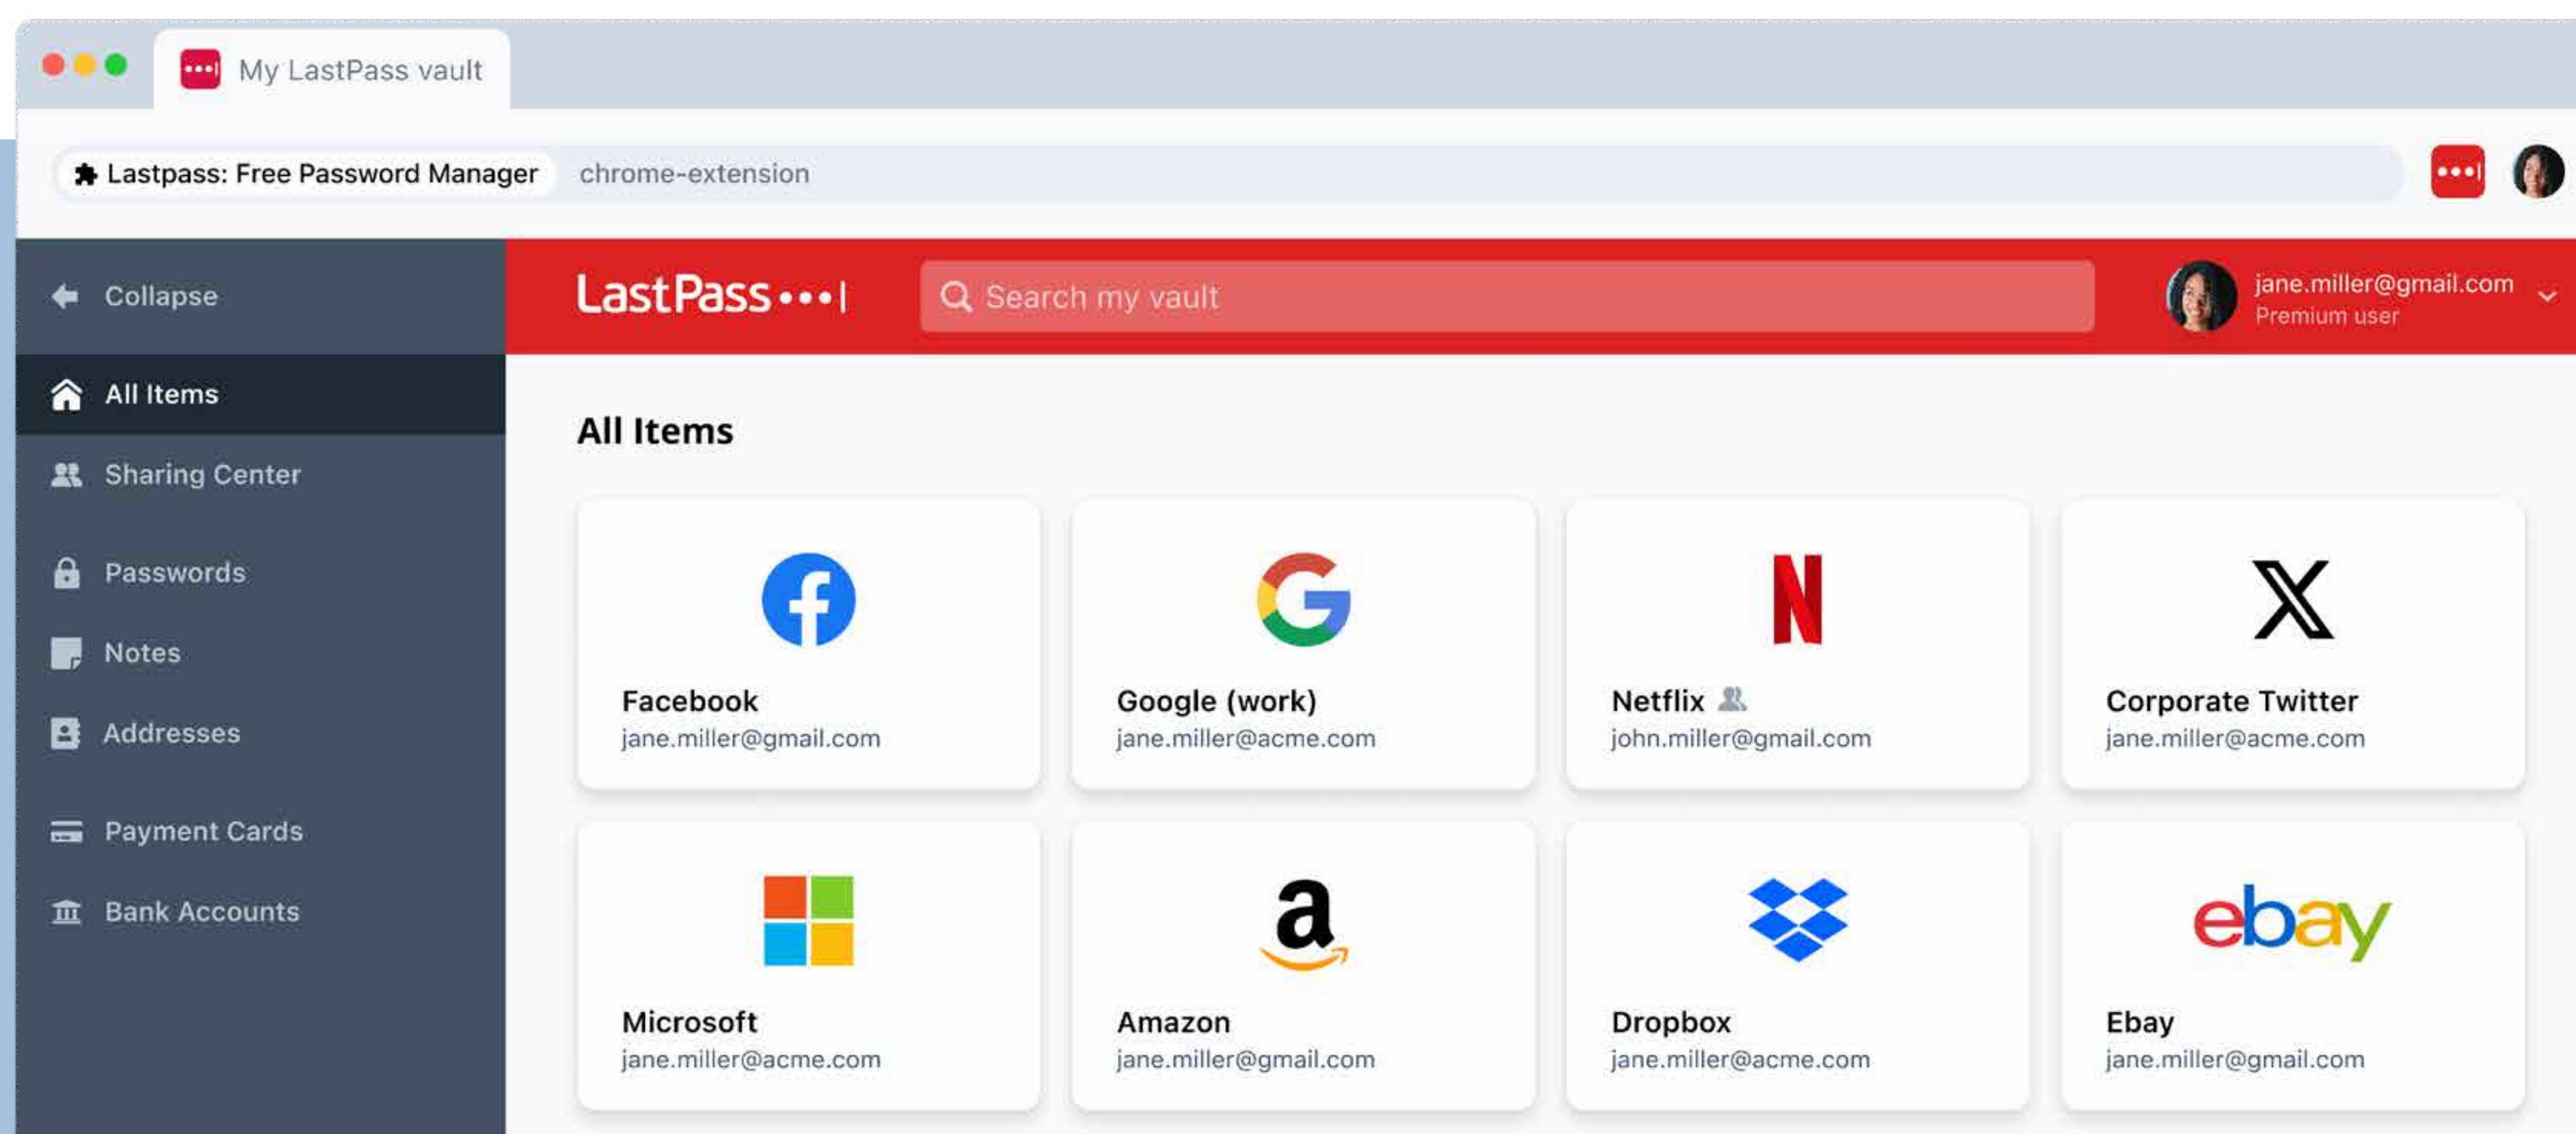 My LastPass vault
Lastpass: Free Password Manager chrome-extension
Collapse
LastPass
Search my vault
jane.miller@gmail.com
Premium user
All Items
Sharing Center
Passwords
Notes
Addresses
Payment Cards
Bank Accounts
All Items
Facebook
jane.miller@gmail.com
Google (work)
jane.miller@acme.com
Netflix
john.miller@gmail.com
Corporate Twitter
jane.miller@acme.com
Microsoft
jane.miller@acme.com
a
Amazon
jane.miller@gmail.com
Dropbox
jane.miller@acme.com
ebay
Ebay
jane.miller@gmail.com